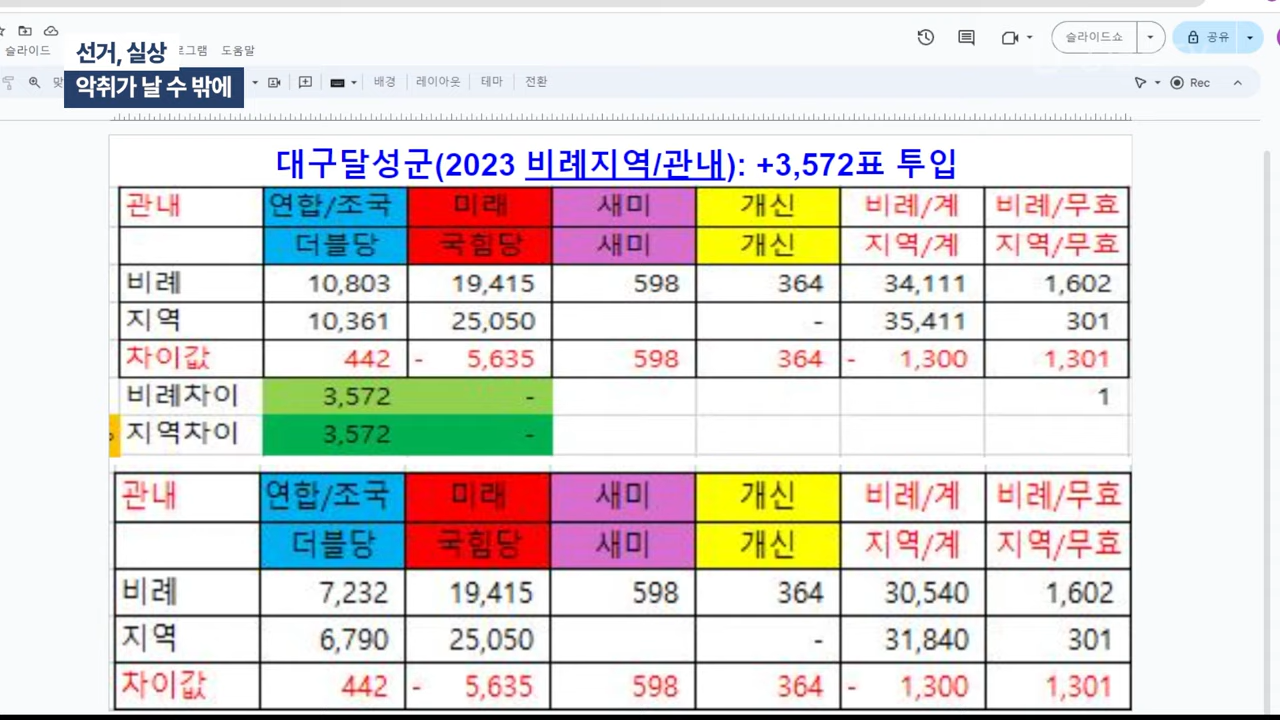 선거, 실상
악취가 날 수 밖에
슬라이드
로그램 도움말
슬라이드쇼
공유
맞
배경 레이아웃 테마 전환
Rec
대구달성군(2023 비례지역/관내): +3,572표 투입
관내 연합/조국 미래 새미 개신 비례/계 비례/무효
더블당 국힘당 새미 개신 지역/계 지역/무효
비례 10,803 19,415 598 364 34,111 1,602
지역 10,361 25,050 - 35,411 301
차이값 442 - 5,635 598 364 - 1,300 1,301
비례차이 3,572 - 1
지역차이 3,572 -
관내 연합/조국 미래 새미 개신 비례/계 비례/무효
더블당 국힘당 새미 개신 지역/계 지역/무효
비례 7,232 19,415 598 364 30,540 1,602
지역 6,790 25,050 - 31,840 301
차이값 442 - 5,635 598 364 - 1,300 1,301